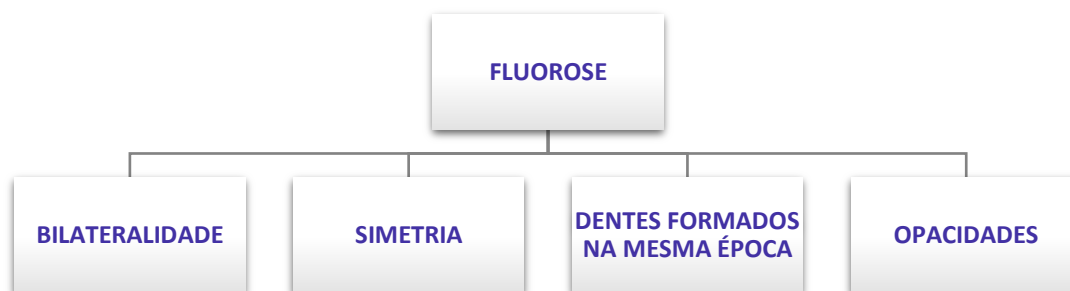 FLUOROSE
BILATERALIDADE
SIMETRIA
DENTES FORMADOS
NA MESMA ÉPOCA
OPACIDADES